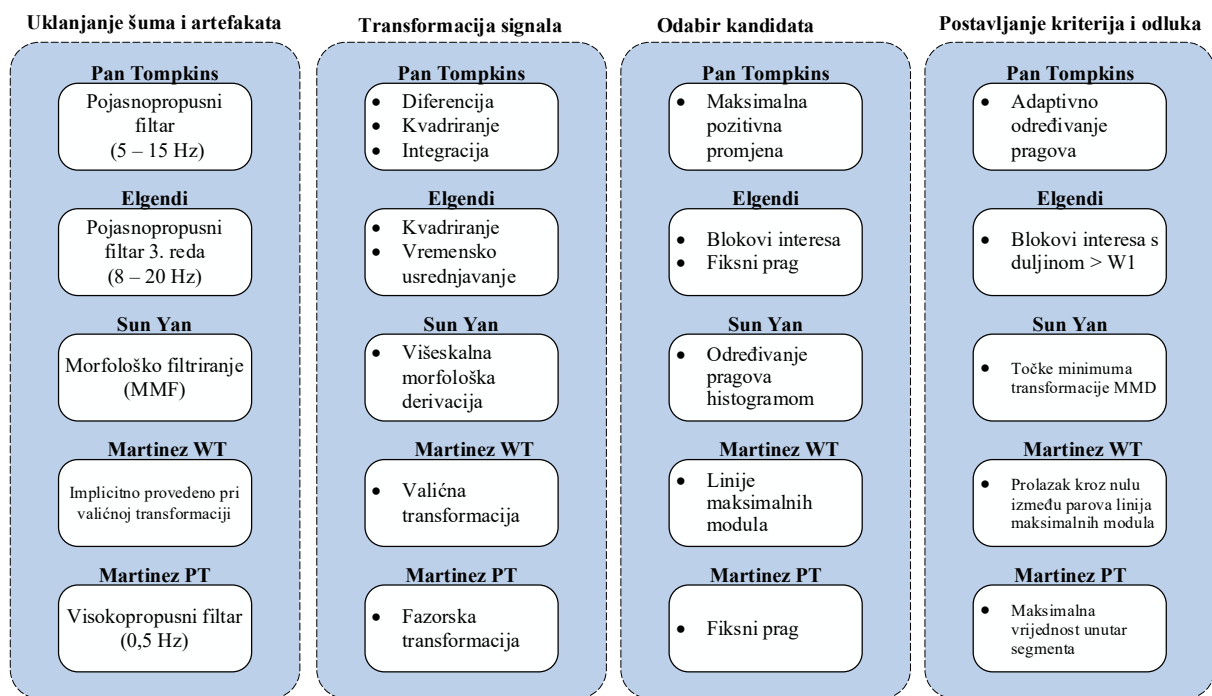 Uklanjanje šuma i artefakata
Pan Tompkins
Pojasnopropusni
filtar
(5 – 15 Hz)
Elgendi
Pojasnopropusni
filtar 3. reda
(8 – 20 Hz)
Sun Yan
Morfološko filtriranje
(MMF)
Martinez WT
Implicitno provedeno pri
valićnoj transformaciji
Martinez PT
Visokopropusni filtar
(0,5 Hz)
Transformacija signala
Pan Tompkins
• Diferencija
• Kvadriranje
• Integracija
Elgendi
• Kvadriranje
• Vremensko
usrednjavanje
Sun Yan
• Višeskalna
morfološka
derivacija
Martinez WT
• Valićna
transformacija
Martinez PT
• Fazorska
transformacija
Odabir kandidata
Pan Tompkins
• Maksimalna
pozitivna
promjena
Elgendi
• Blokovi interesa
• Fiksni prag
Sun Yan
• Određivanje
pragova
histogramom
Martinez WT
• Linije
maksimalnih
modula
Martinez PT
• Fiksni prag
Postavljanje kriterija i odluka
Pan Tompkins
• Adaptivno
određivanje
pragova
Elgendi
• Blokovi interesa s
duljinom > W1
Sun Yan
• Točke minimuma
transformacije MMD
Martinez WT
• Prolazak kroz nulu
između parova linija
maksimalnih modula
Martinez PT
• Maksimalna
vrijednost unutar
segmenta